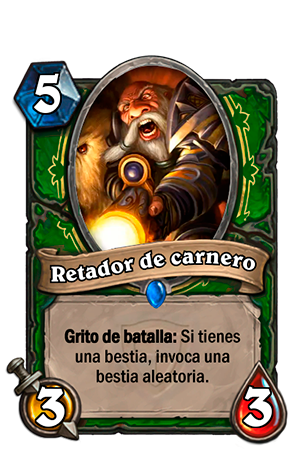 5
Retador de carnero
Grito de batalla: Si tienes
una bestia, invoca una
bestia aleatoria.
3
3